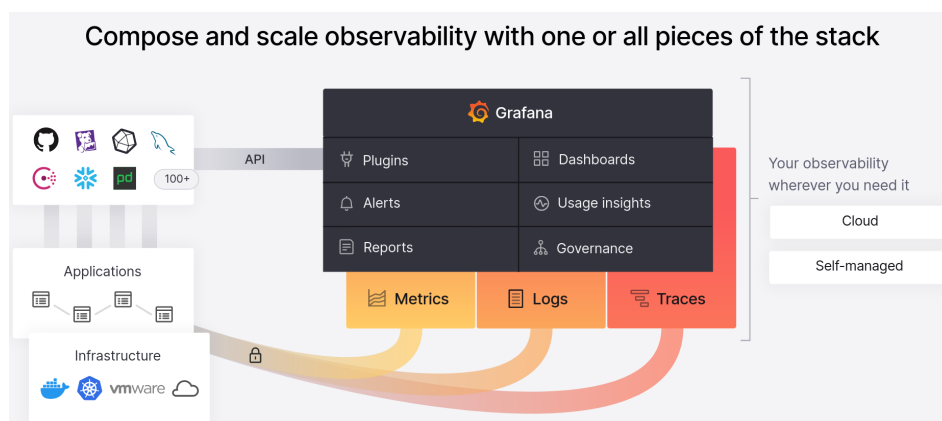 Compose and scale observability with one or all pieces of the stack
Grafana
pd
100+
API
Plugins
Dashboards
Alerts
Usage insights
Reports
Governance
Metrics
Logs
Traces
Your observability
wherever you need it
Cloud
Self-managed
Applications
Infrastructure
vmware